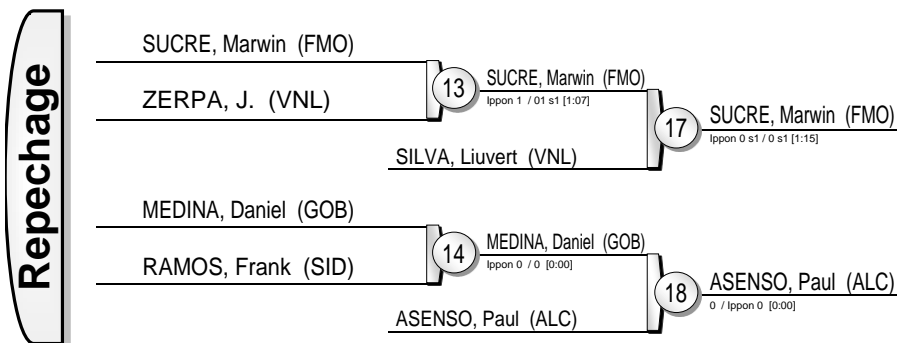 Repechage
SUCRE, Marwin (FMO)
ZERPA, J. (VNL)
13
SUCRE, Marwin (FMO)
Ippon 1 / 01 s1 [1:07]
SILVA, Liuvert (VNL)
17
SUCRE, Marwin (FMO)
Ippon 0 s1 / 0 s1 [1:15]
MEDINA, Daniel (GOB)
RAMOS, Frank (SID)
14
MEDINA, Daniel (GOB)
Ippon 0 / 0 [0:00]
ASENSO, Paul (ALC)
18
ASENSO, Paul (ALC)
0 / Ippon 0 [0:00]